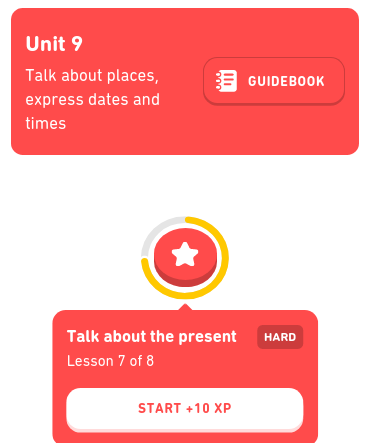 Unit 9
Talk about places,
express dates and
times
GUIDEBOOK
Talk about the present
HARD
Lesson 7 of 8
START +10 XP